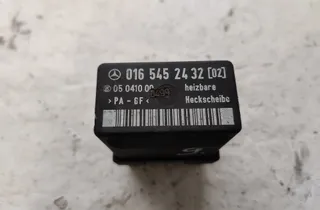 016 545 24 32 [02]
05 0410 00 heizbare
>PA - GF< Heckscheibe